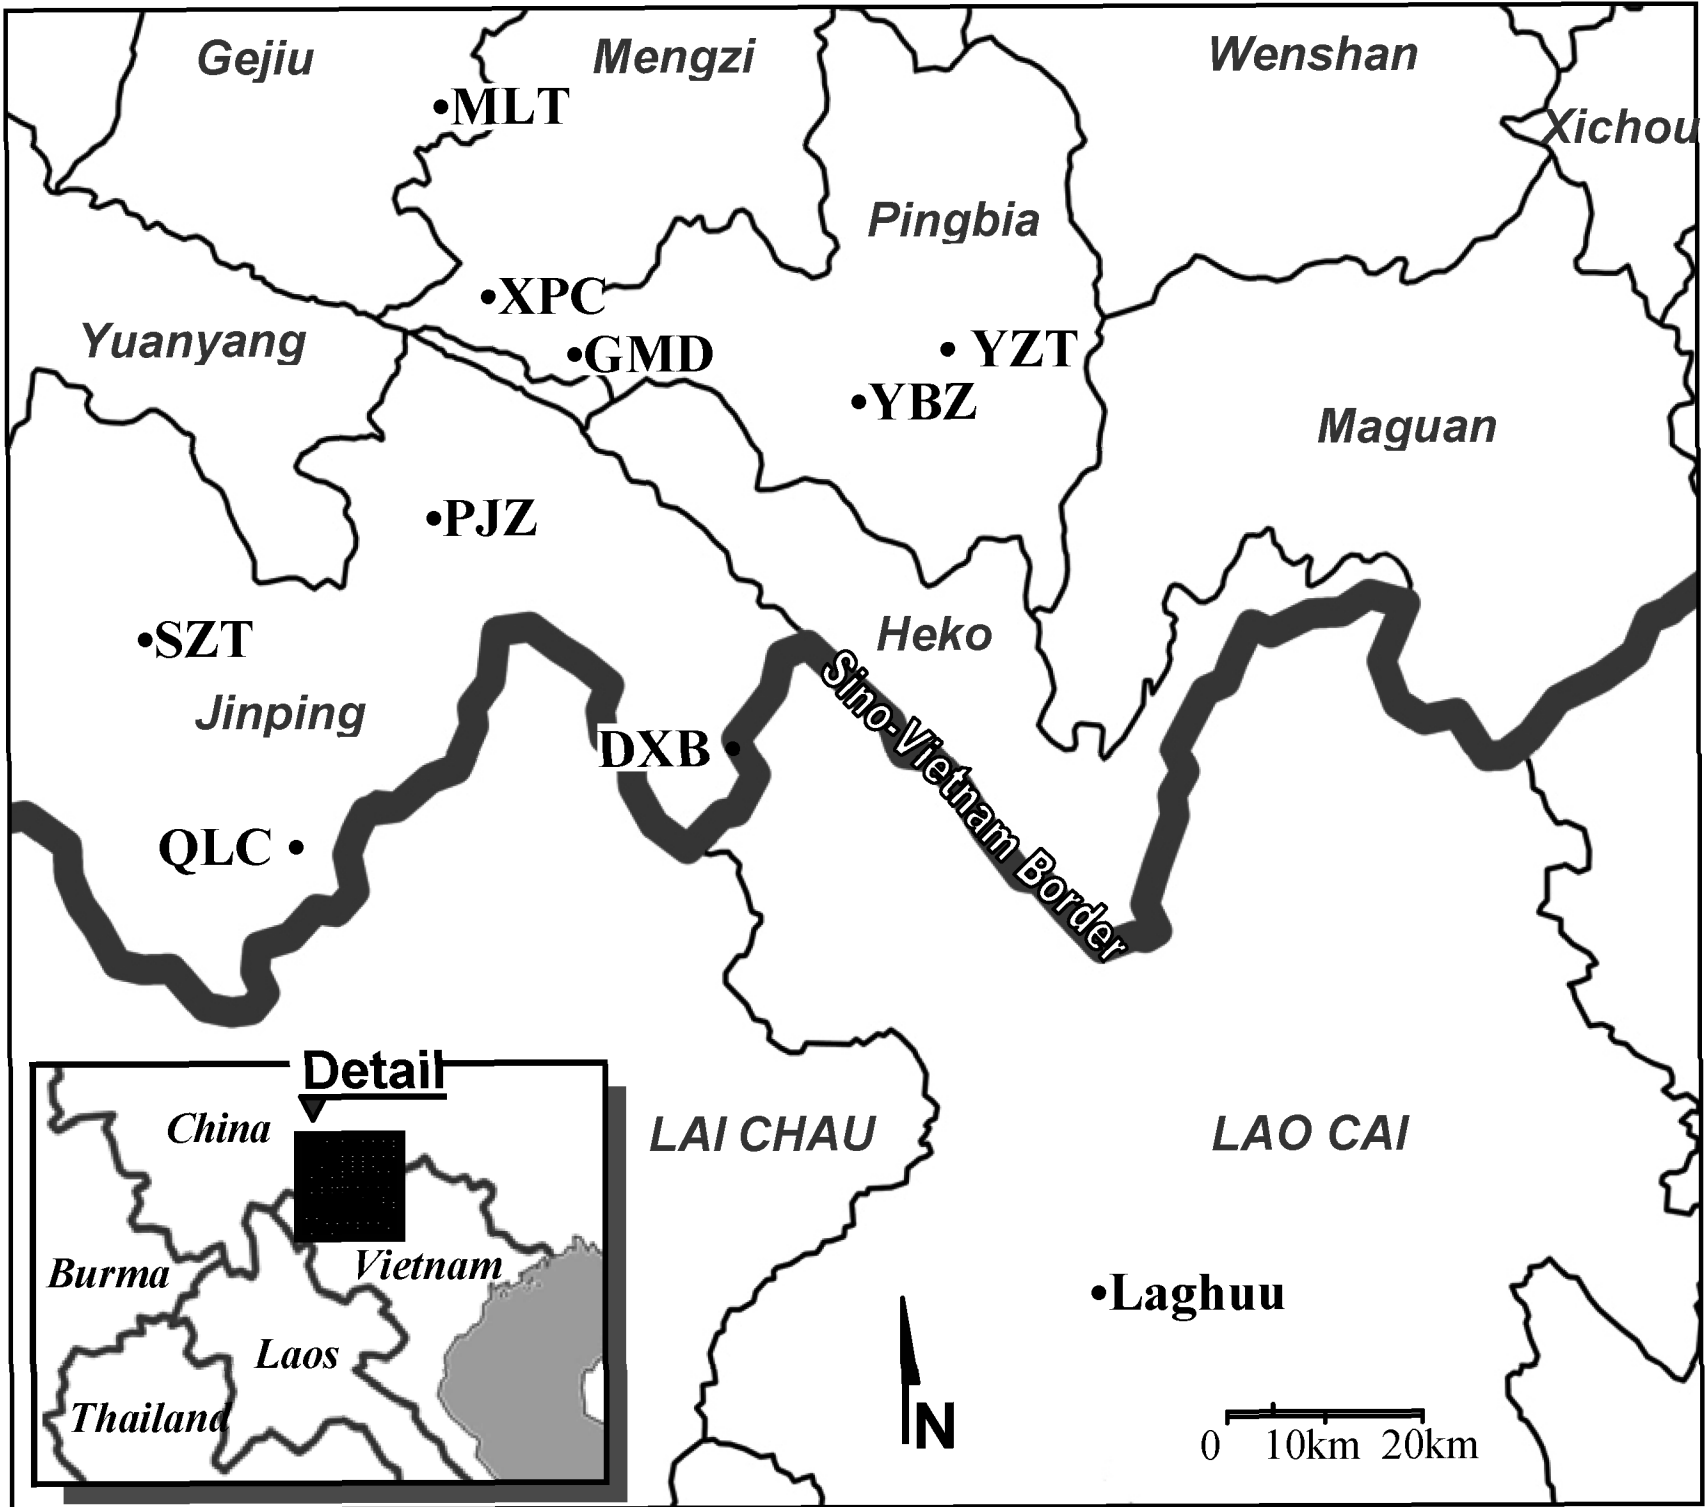 Gejiu
Mengzi
Wenshan
MLT
Xichou
Pingbia
XPC
Yuanyang
GMD
YZT
YBZ
Maguan
PJZ
SZT
Heko
Jinping
DXB
Sino-Vietnam Border
QLC
Detail
China
LAI CHAU
LAO CAI
Burma
Vietnam
Laghuu
Laos
Thailand
N
0 10km 20km